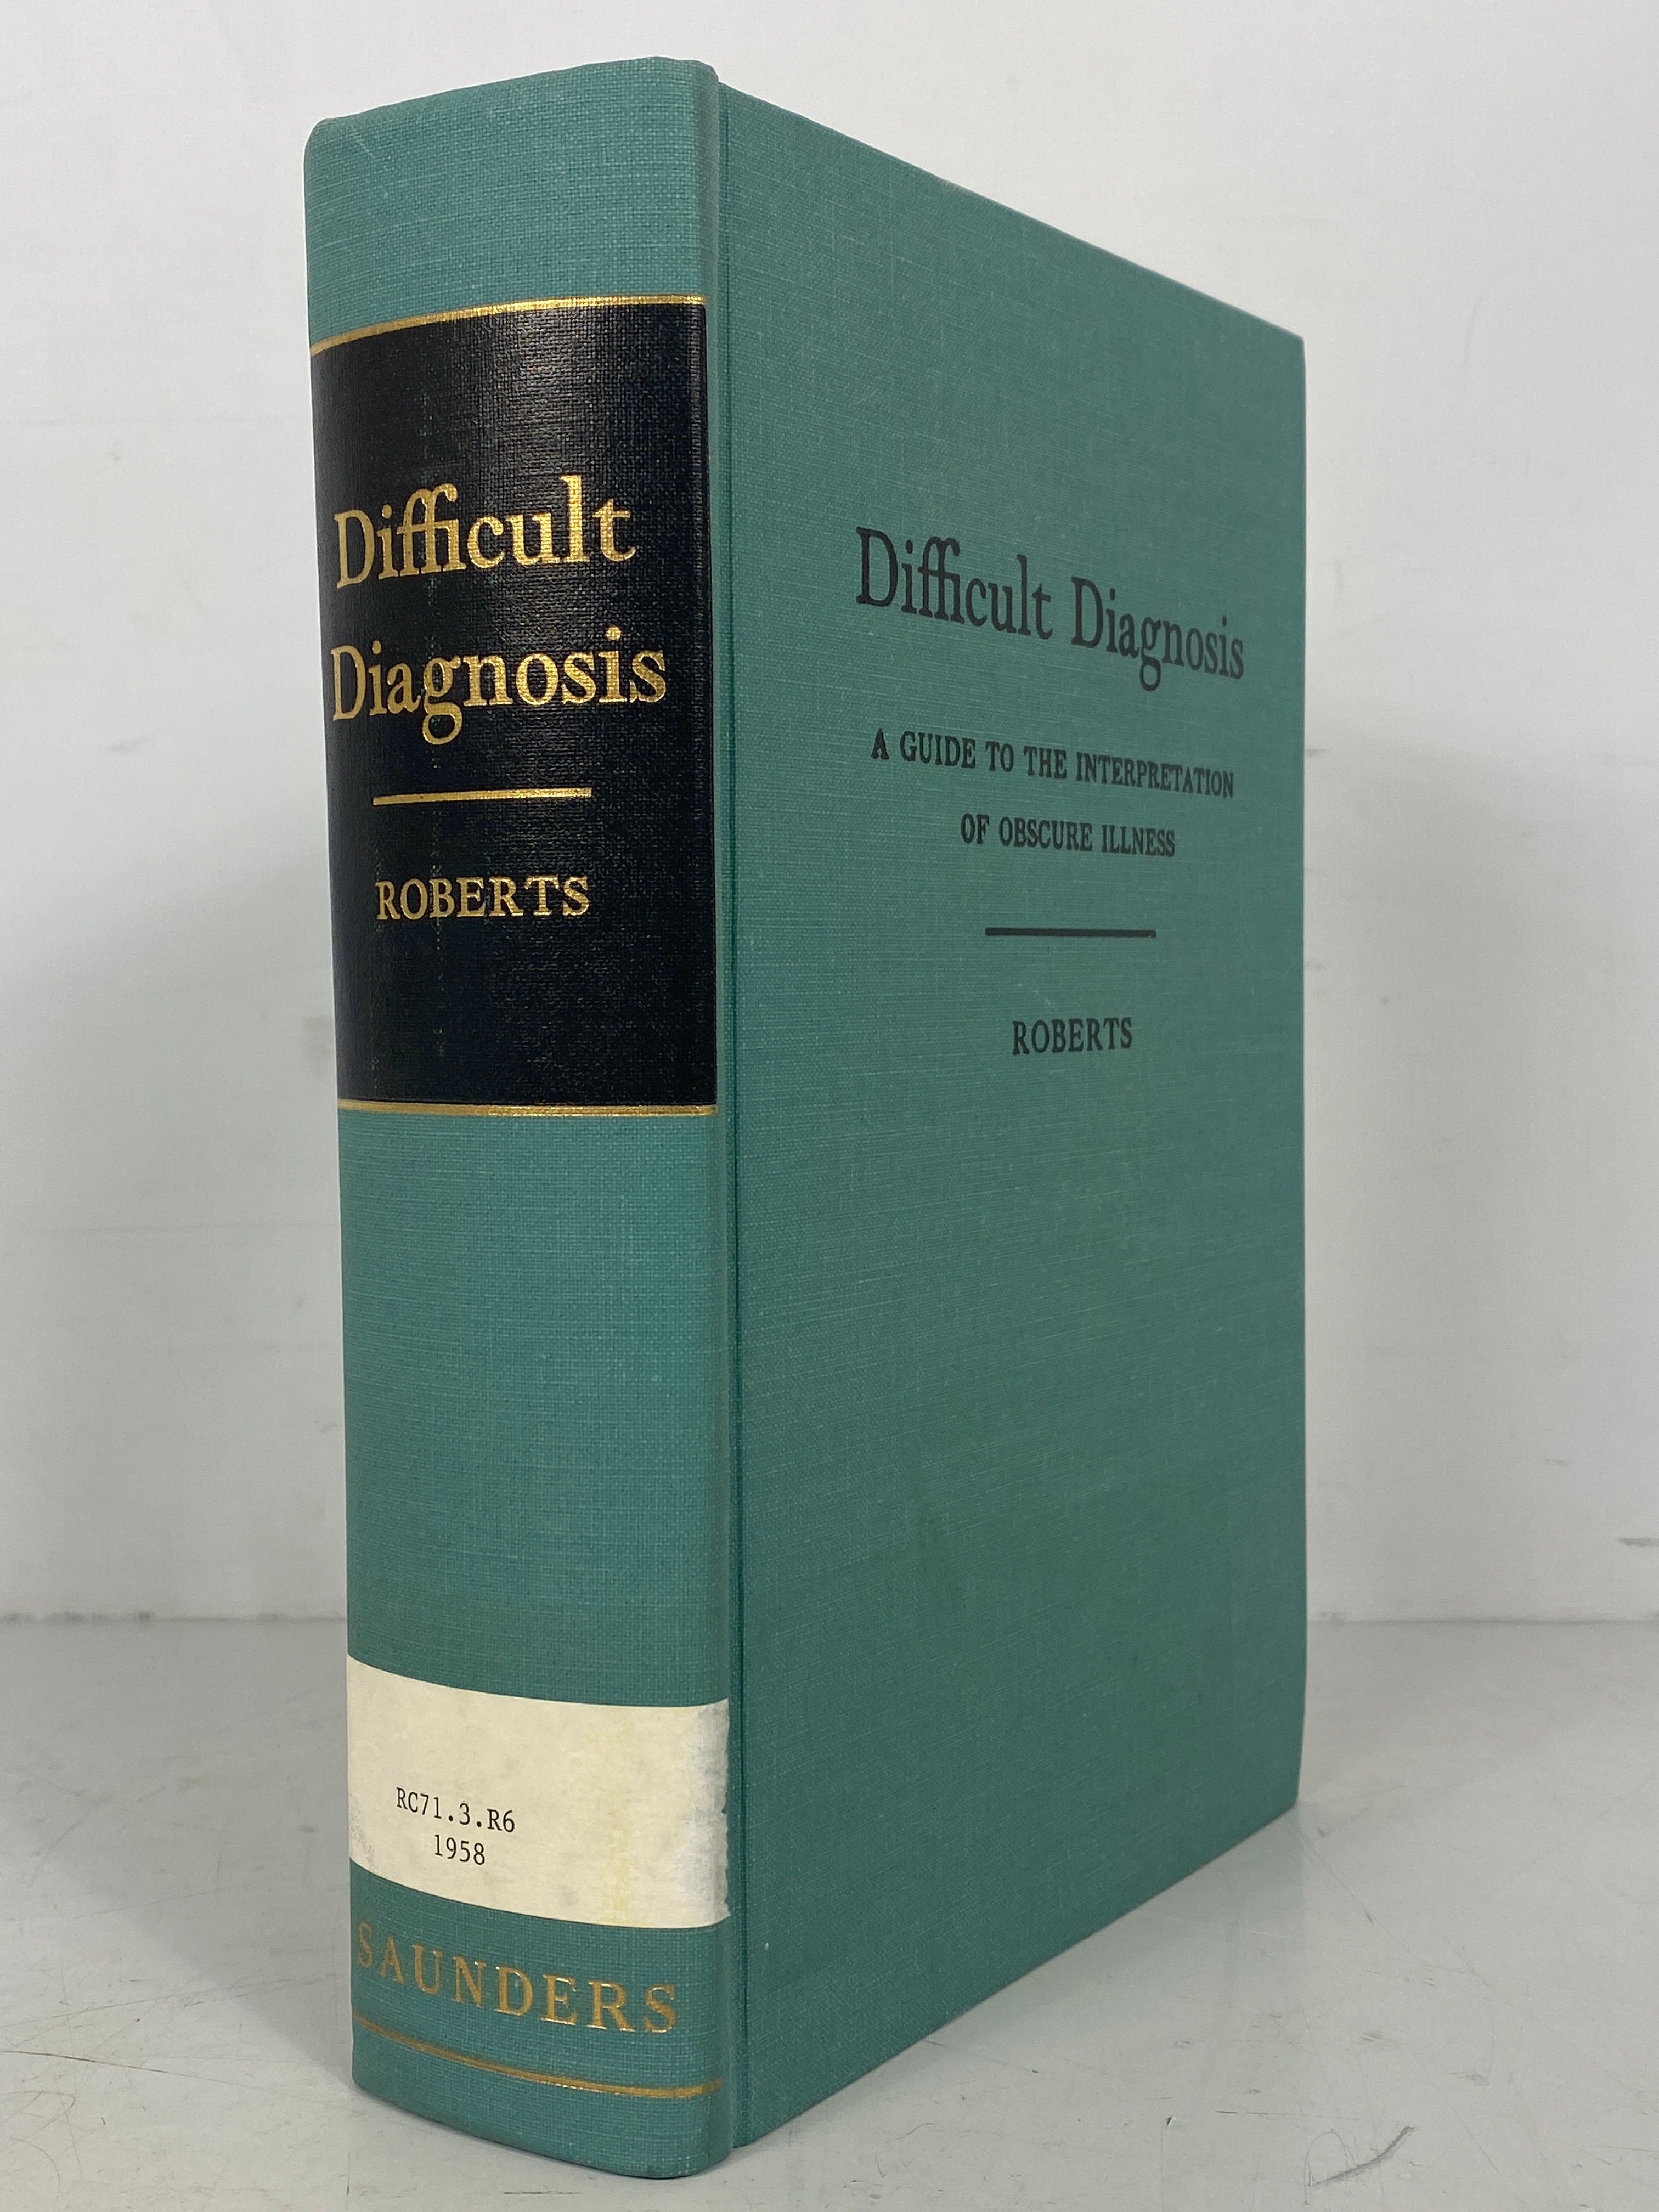 Difficult
Diagnosis
ROBERTS
RC71.3.R6
1958
SAUNDERS
Difficult Diagnosis
A GUIDE TO THE INTERPRETATION
OF OBSCURE ILLNESS
ROBERTS